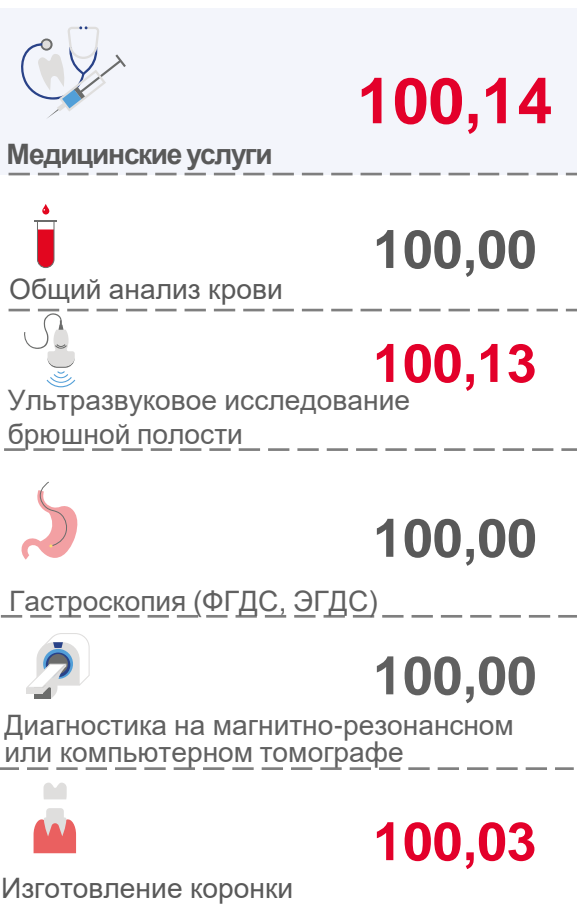 100,14
Медицинские услуги
100,00
Общий анализ крови
100,13
Ультразвуковое исследование
брюшной полости
100,00
Гастроскопия (ФГДС, ЭГДС)
100,00
Диагностика на магнитно-резонансном
или компьютерном томографе
100,03
Изготовление коронки